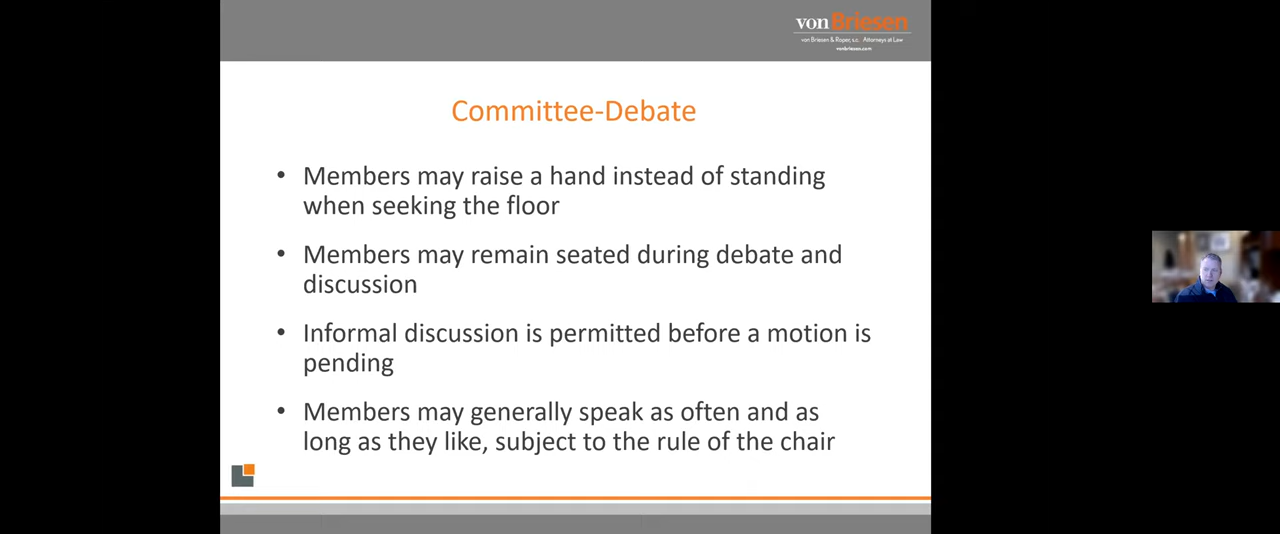 vonBriesen
von Briesen & Roper, s.c. Attorneys at Law
vonbriesen.com
Committee-Debate
• Members may raise a hand instead of standing
when seeking the floor
• Members may remain seated during debate and
discussion
• Informal discussion is permitted before a motion is
pending
• Members may generally speak as often and as
long as they like, subject to the rule of the chair